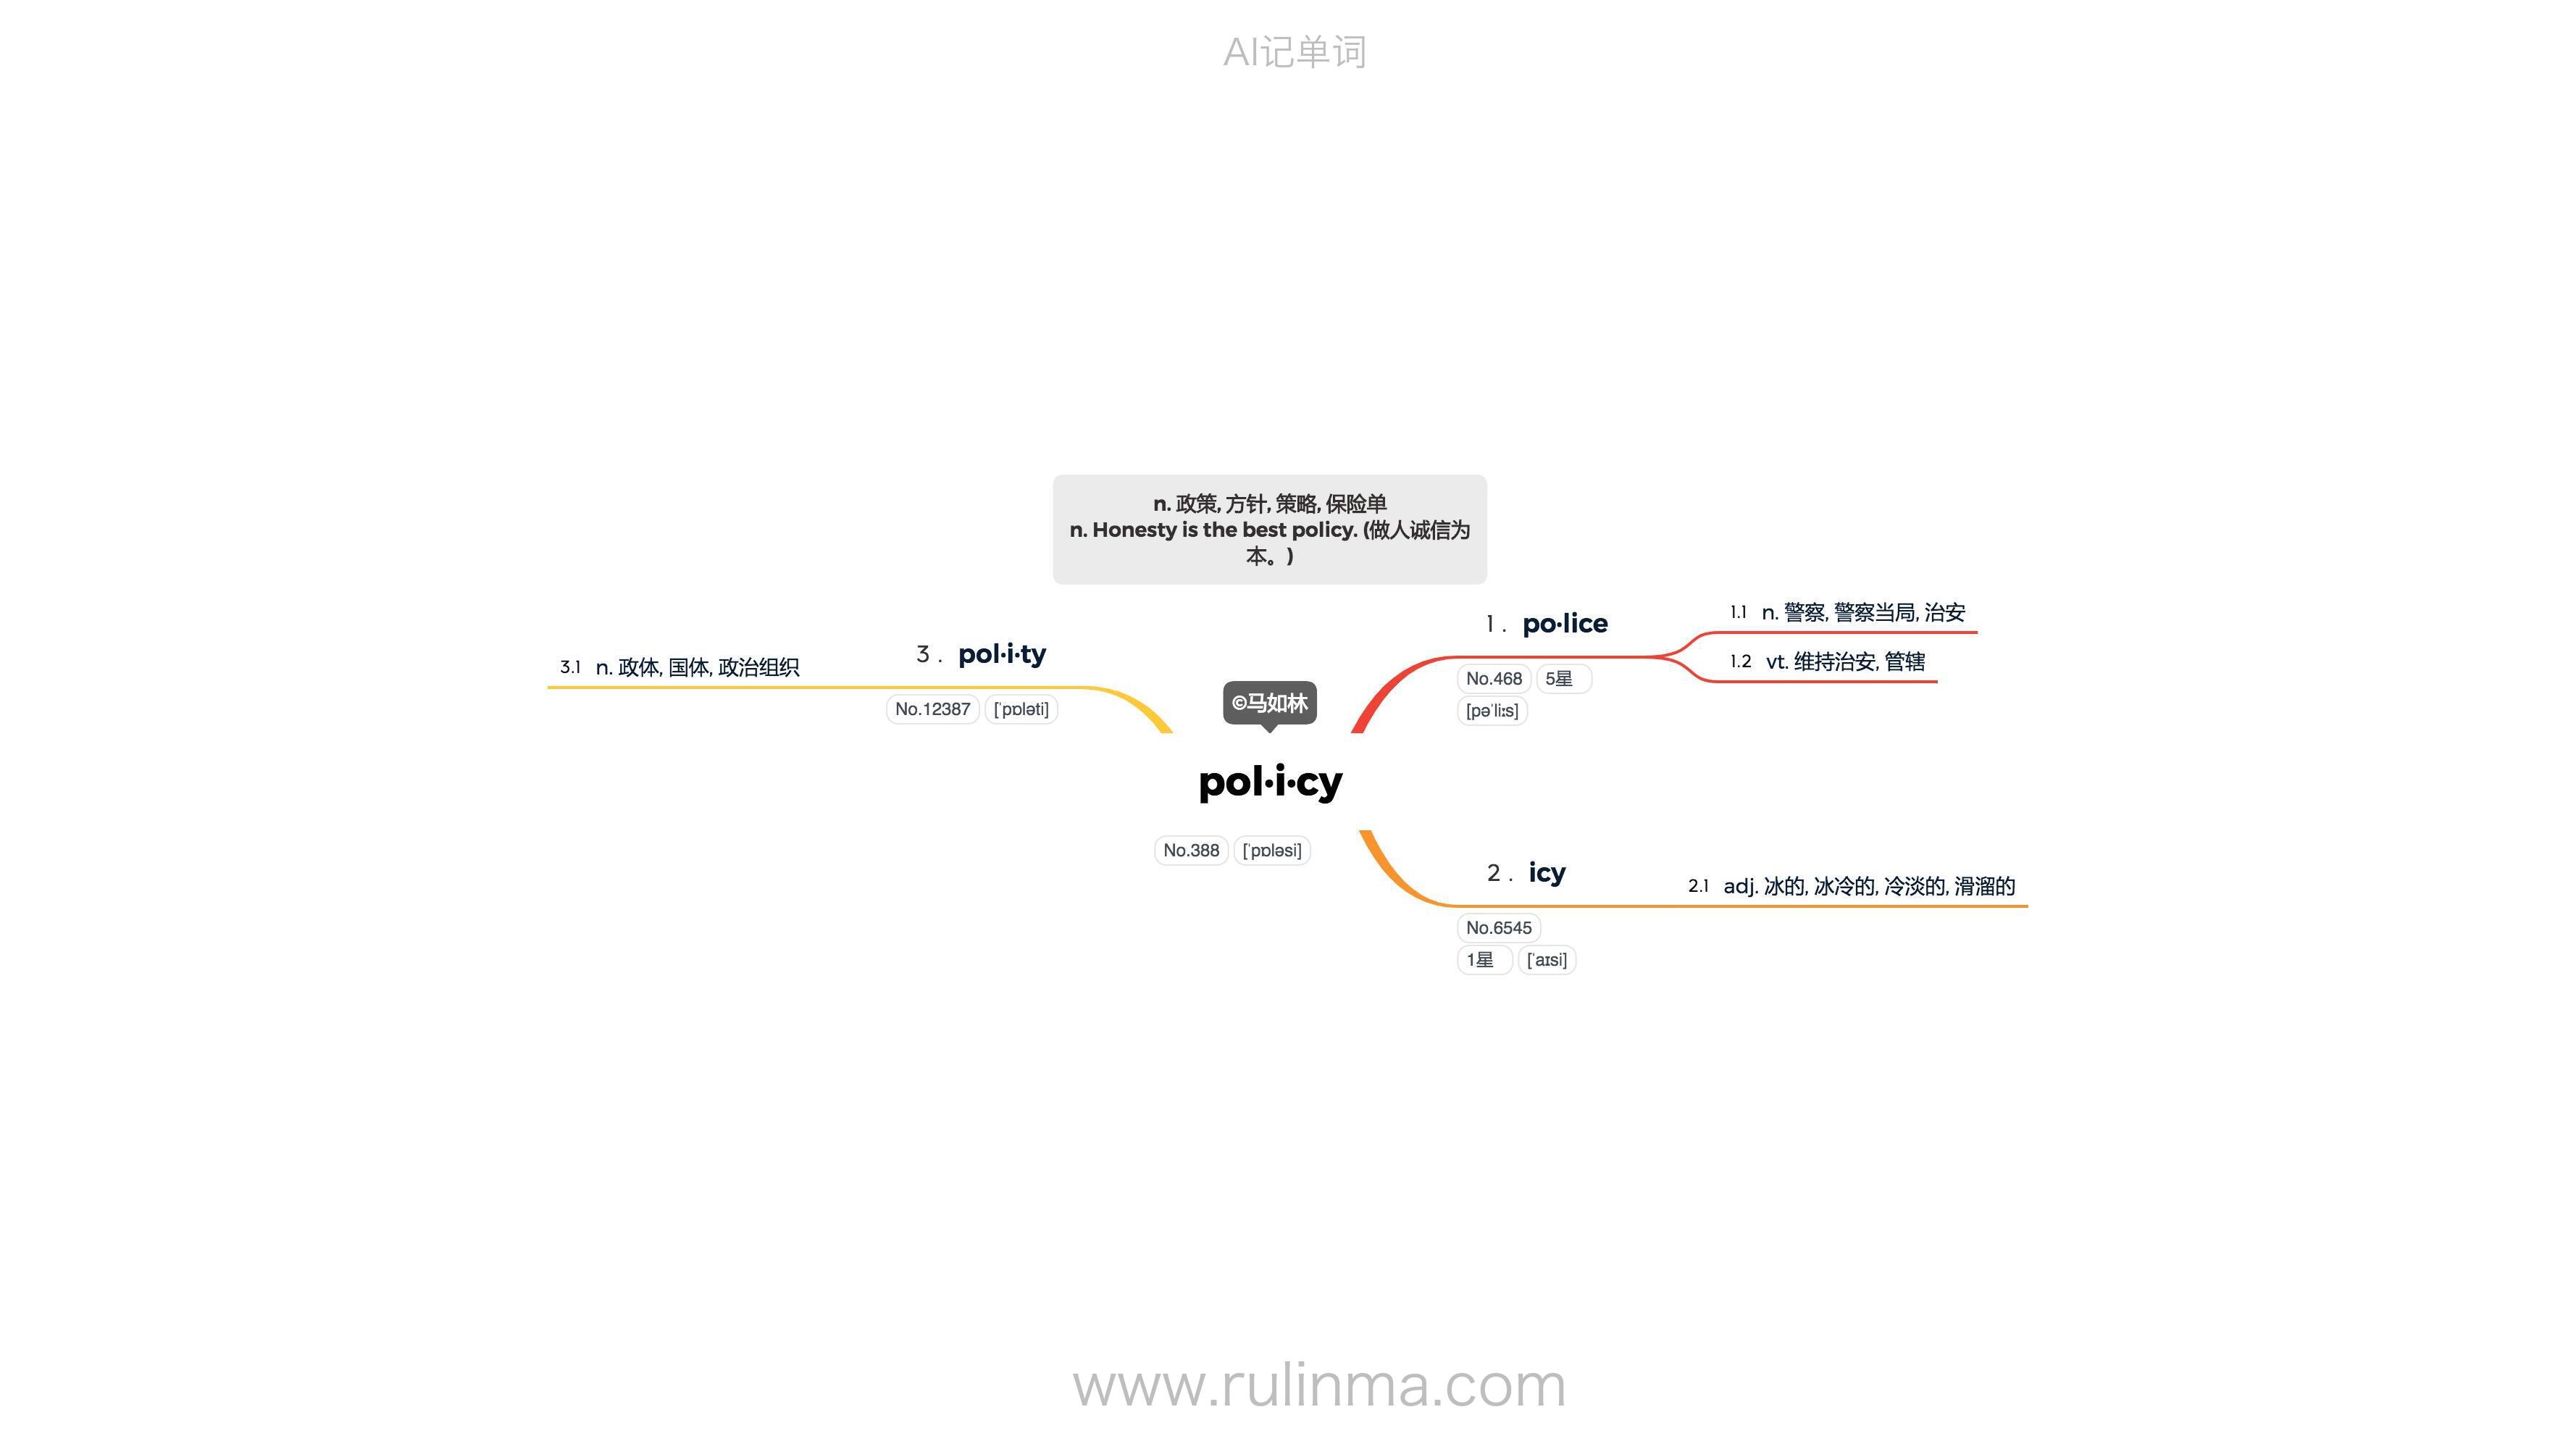 AI记单词
n. 政策, 方针, 策略, 保险单
n. Honesty is the best policy. (做人诚信为
本。)
©马如林
pol·i·cy
No.388 [ˈpɒləsi]
1 . po·lice
No.468 5星
[pəˈliːs]
1.1 n. 警察, 警察当局, 治安
1.2 vt. 维持治安, 管辖
2 . icy
No.6545
1星 [ˈaɪsi]
2.1 adj. 冰的, 冰冷的, 冷淡的, 滑溜的
3 . pol·i·ty
No.12387 [ˈpɒləti]
3.1 n. 政体, 国体, 政治组织
www.rulinma.com